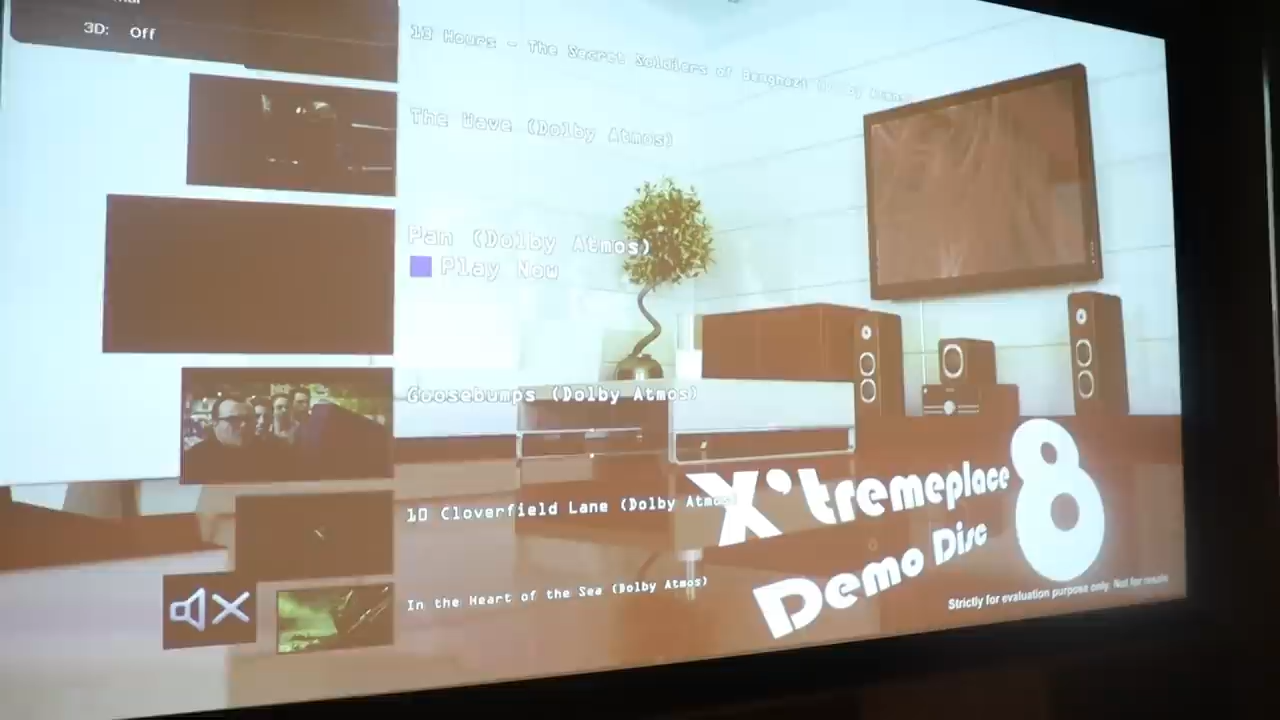 3D: Off
13 Hours - The Secret Soldiers of Benghazi (Dolby Atmos)
The Wave (Dolby Atmos)
Pan (Dolby Atmos)
Play Now
Goosebumps (Dolby Atmos)
10 Cloverfield Lane (Dolby Atmos)
In the Heart of the Sea (Dolby Atmos)
X'tremeplace
Demo Disc
8
Strictly for evaluation purpose only. Not for resale